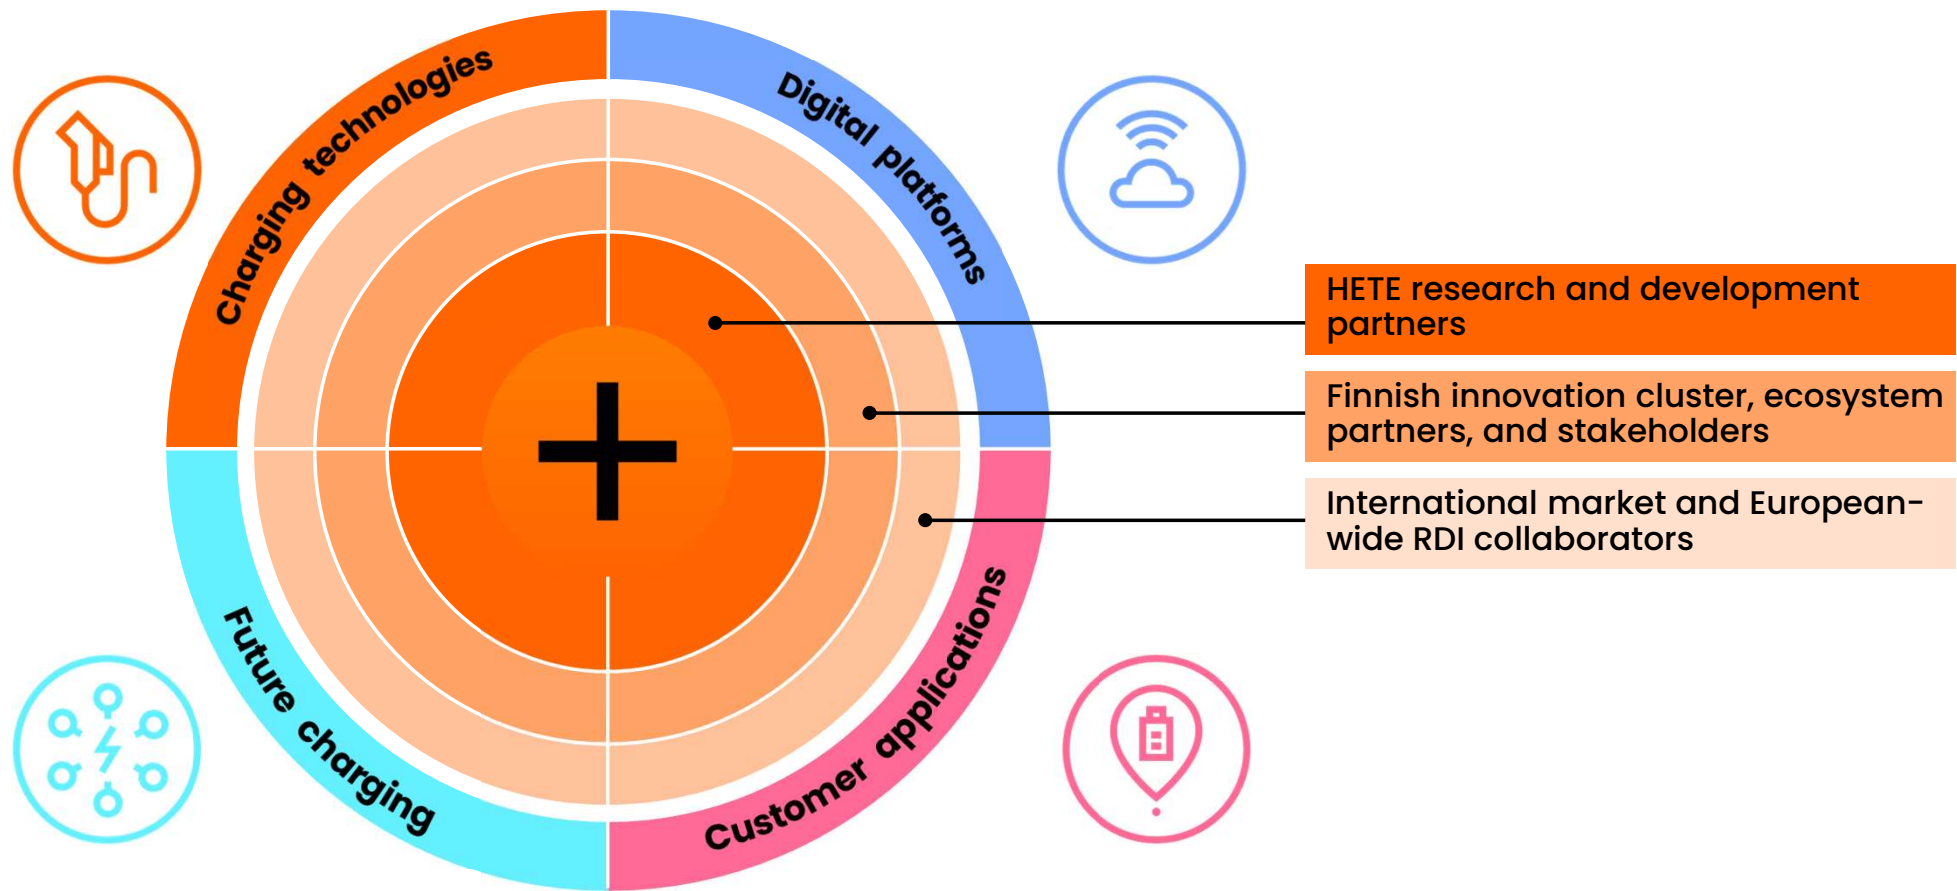 Charging technologies
Digital platforms
HETE research and development
partners
Finnish innovation cluster, ecosystem
partners, and stakeholders
International market and European-
wide RDI collaborators
Future charging
Customer applications